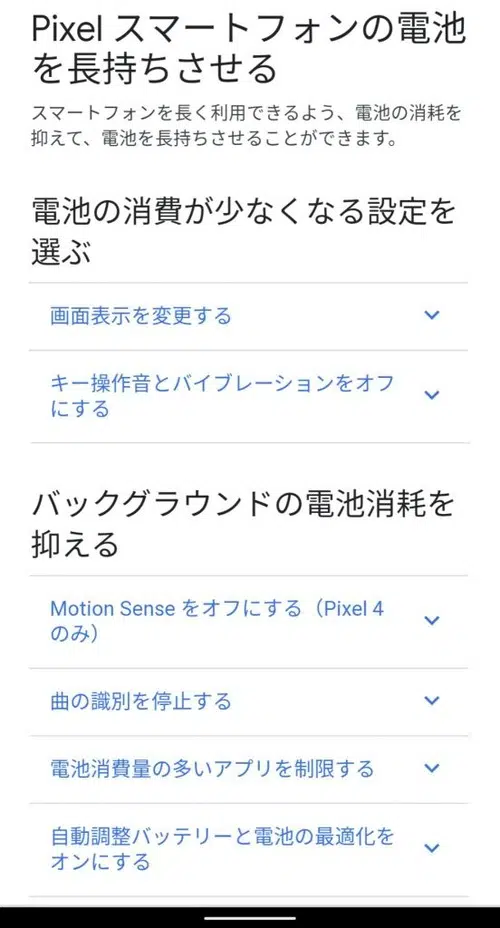 Pixel スマートフォンの電池
を長持ちさせる
スマートフォンを長く利用できるよう、電池の消耗を
抑えて、電池を長持ちさせることができます。
電池の消費が少なくなる設定を
選ぶ
画面表示を変更する
キー操作音とバイブレーションをオフ
にする
バックグラウンドの電池消耗を
抑える
Motion Sense をオフにする（Pixel 4
のみ）
曲の識別を停止する
電池消費量の多いアプリを制限する
自動調整バッテリーと電池の最適化を
オンにする